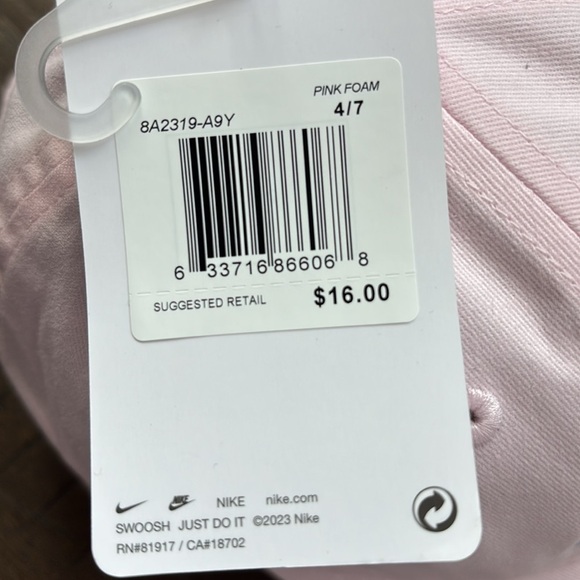 PINK FOAM
8A2319-A9Y 4/7
6 33716 86606 8
SUGGESTED RETAIL $16.00
NIKE nike.com
SWOOSH JUST DO IT ©2023 Nike
RN#81917 / CA#18702